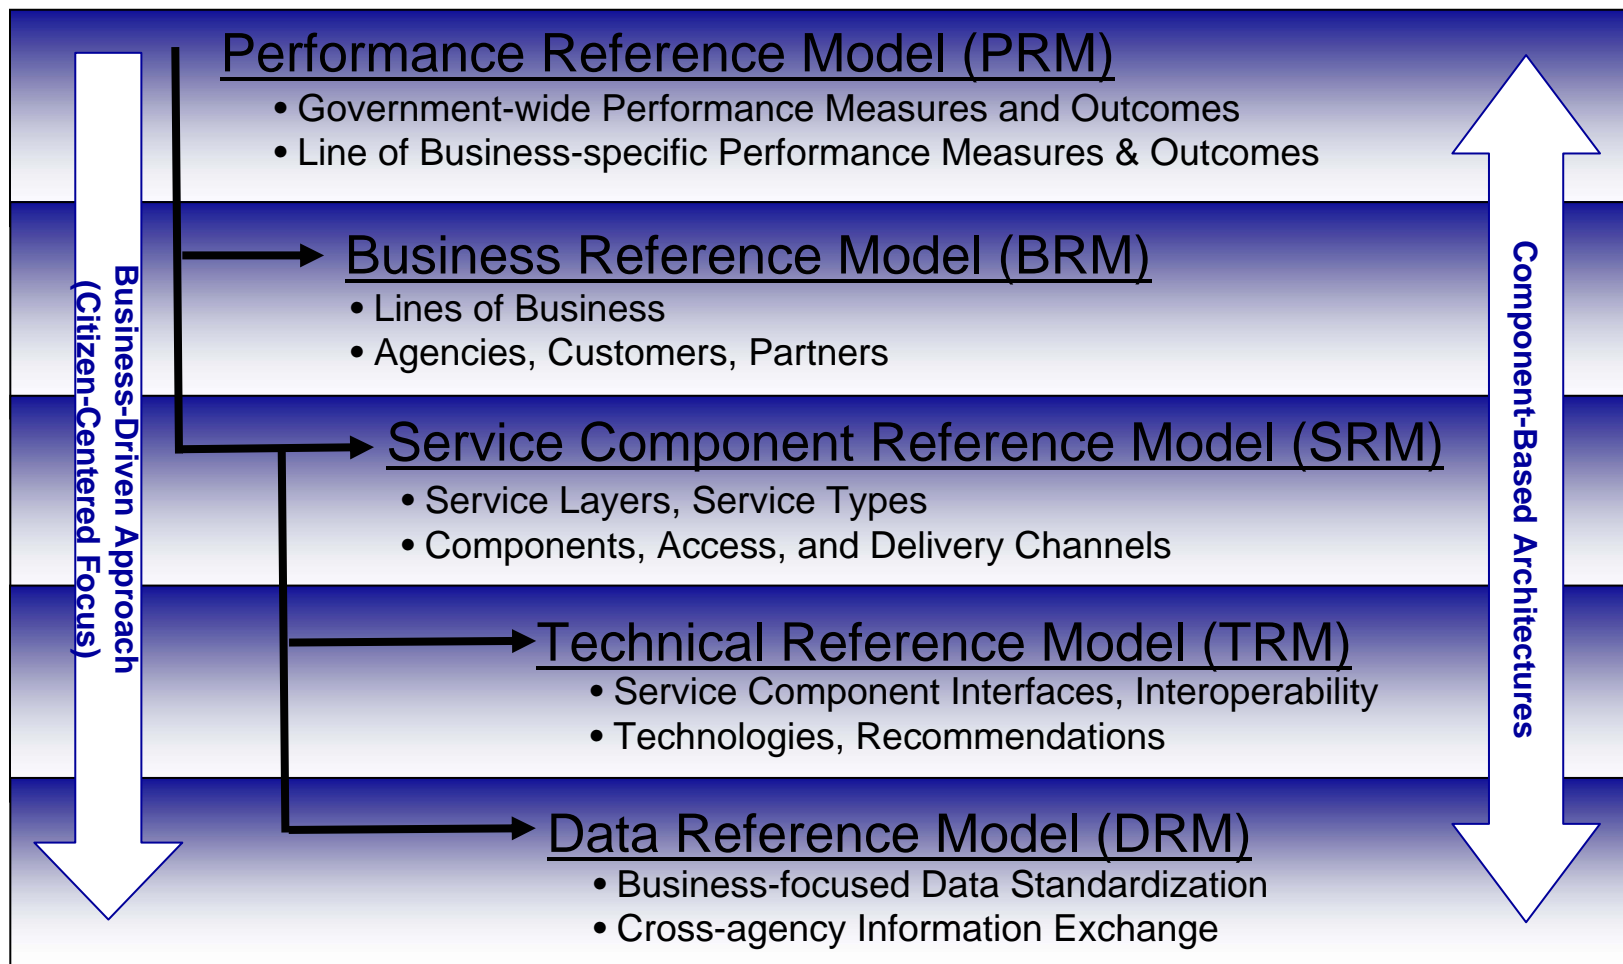 Performance Reference Model (PRM)
• Government-wide Performance Measures and Outcomes
• Line of Business-specific Performance Measures & Outcomes
Business Reference Model (BRM)
• Lines of Business
• Agencies, Customers, Partners
Service Component Reference Model (SRM)
• Service Layers, Service Types
• Components, Access, and Delivery Channels
Technical Reference Model (TRM)
• Service Component Interfaces, Interoperability
• Technologies, Recommendations
Data Reference Model (DRM)
• Business-focused Data Standardization
• Cross-agency Information Exchange
Business-Driven Approach
(Citizen-Centered Focus)
Component-Based Architectures